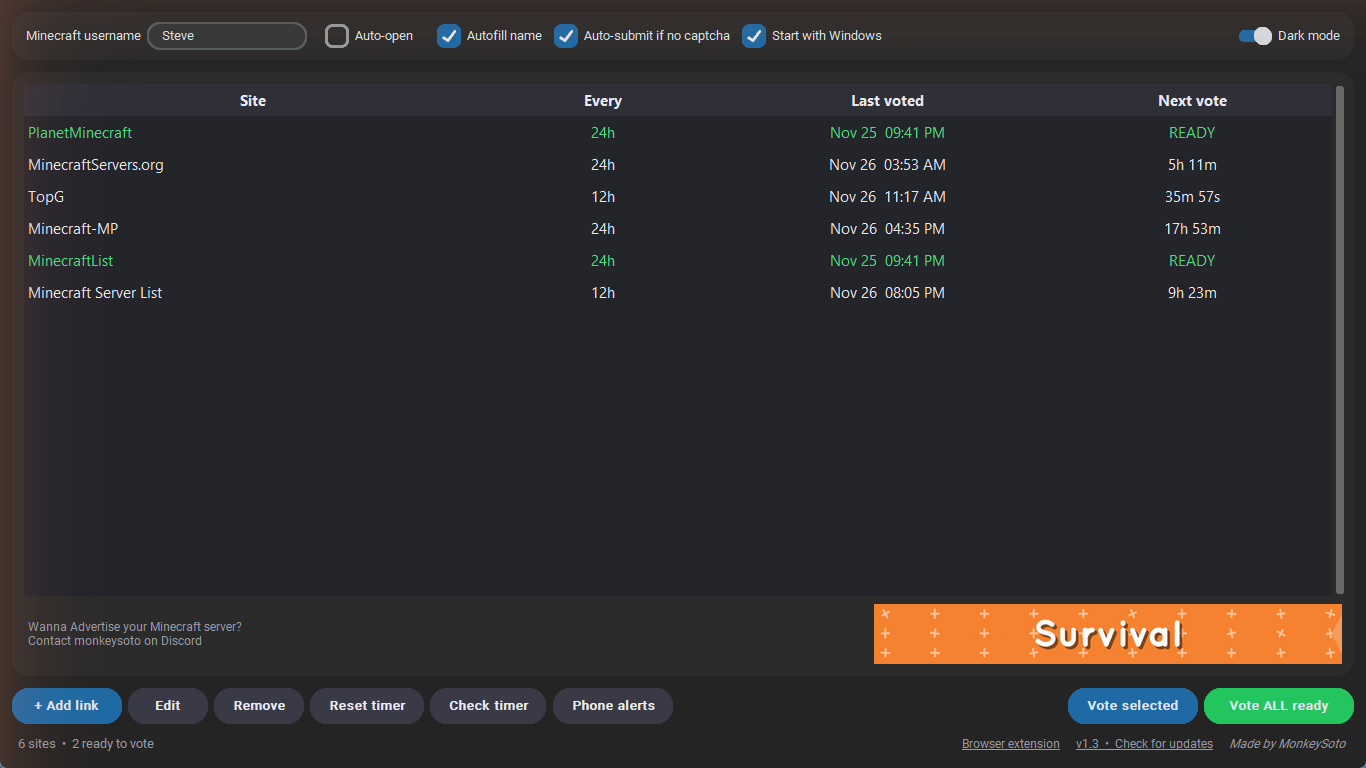 Minecraft username Steve Auto-open Autofill name Auto-submit if no captcha Start with Windows Dark mode
Site Every Last voted Next vote
PlanetMinecraft 24h Nov 25 09:41 PM READY
MinecraftServers.org 24h Nov 26 03:53 AM 5h 11m
TopG 12h Nov 26 11:17 AM 35m 57s
Minecraft-MP 24h Nov 26 04:35 PM 17h 53m
MinecraftList 24h Nov 25 09:41 PM READY
Minecraft Server List 12h Nov 26 08:05 PM 9h 23m
Wanna Advertise your Minecraft server?
Contact monkeysoto on Discord
Survival
+ Add link Edit Remove Reset timer Check timer Phone alerts Vote selected Vote ALL ready
6 sites • 2 ready to vote Browser extension v1.3 • Check for updates Made by MonkeySoto